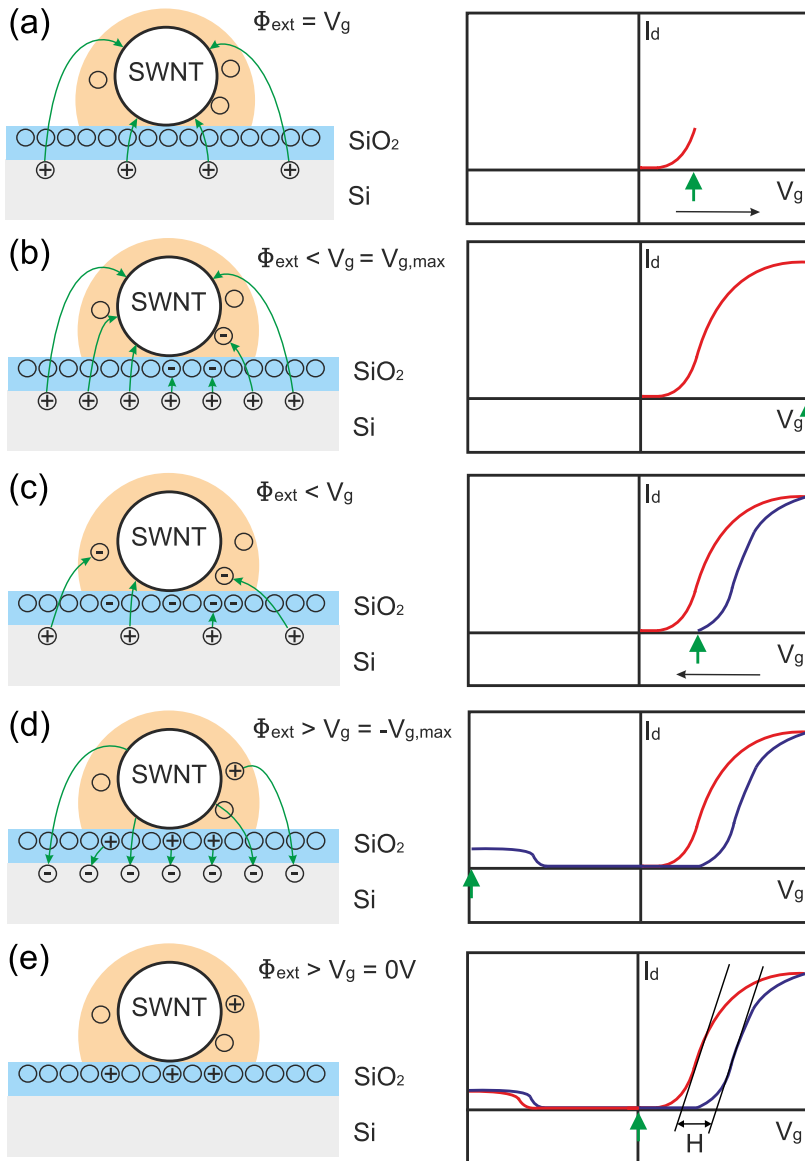 (a)
Φext = Vg
SWNT
SiO2
Si
Id
Vg
(b)
Φext < Vg = Vg,max
SWNT
SiO2
Si
Id
Vg
(c)
Φext < Vg
SWNT
SiO2
Si
Id
Vg
(d)
Φext > Vg = -Vg,max
SWNT
SiO2
Si
Id
Vg
(e)
Φext > Vg = 0V
SWNT
SiO2
Si
Id
Vg
H